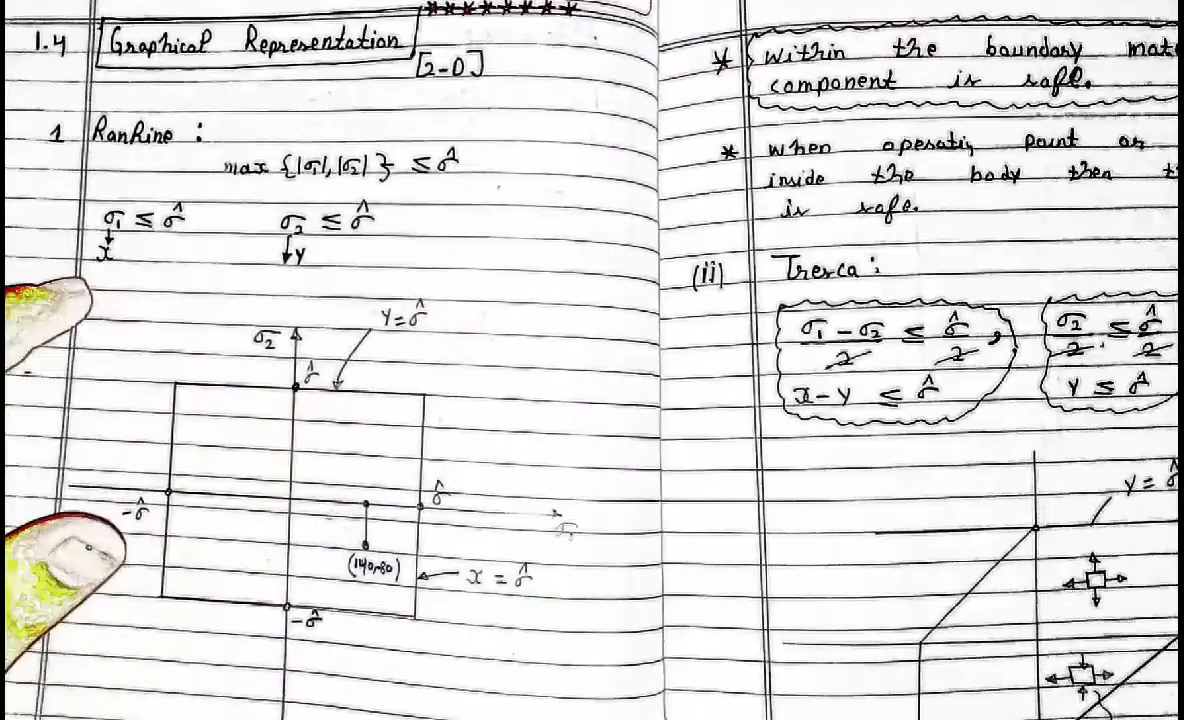 1.4 Graphical Representation
[2-D]
1 Rankine :
max {|σ1|, |σ2|} ≤ σ̂
σ1 ≤ σ̂ σ2 ≤ σ̂
x y
σ2
Y = σ̂
σ̂
-σ̂
σ̂
σ1
(140,-80)
x = σ̂
-σ̂
* Within the boundary
component is safe.
* When operating point on
inside the body then
is safe.
(ii) Tresca :
σ1 - σ2 / 2 ≤ σ̂ / 2 , σ2 / 2 ≤ σ̂ / 2
x - y ≤ σ̂ Y ≤ σ̂
Y = σ̂